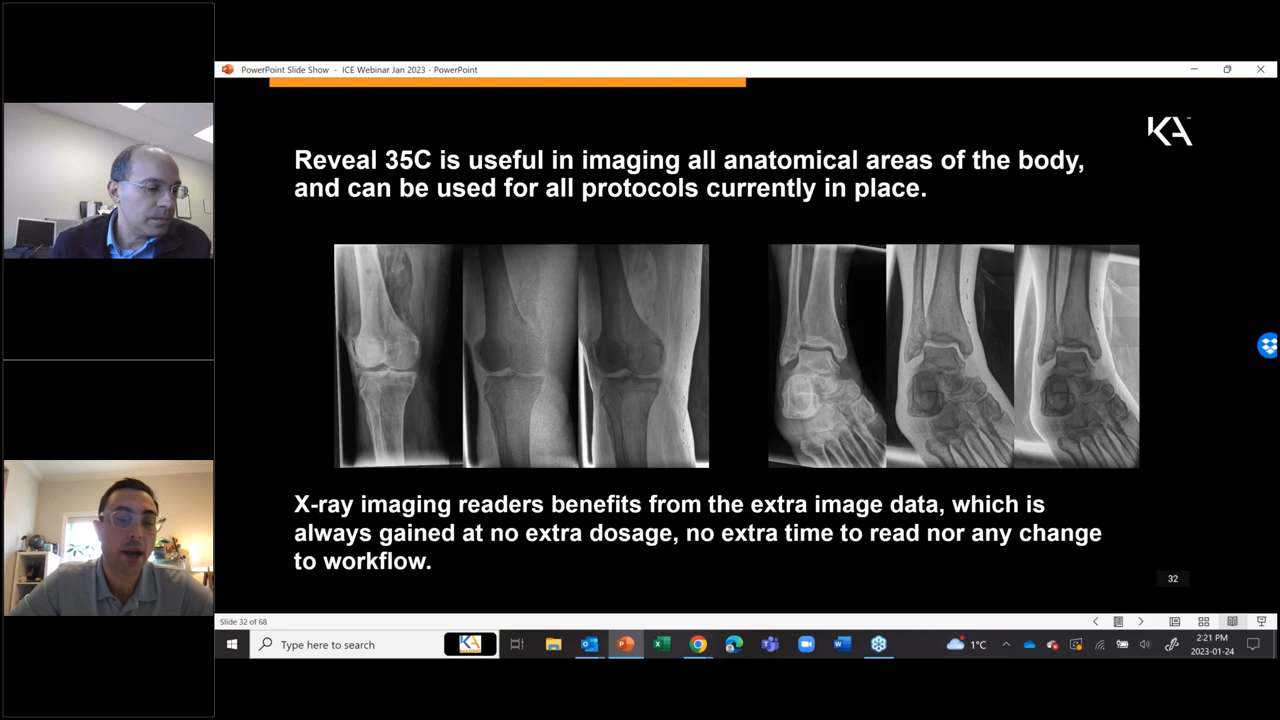 PowerPoint Slide Show - ICE Webinar Jan 2023 - PowerPoint
KA
Reveal 35C is useful in imaging all anatomical areas of the body,
and can be used for all protocols currently in place.
X-ray imaging readers benefits from the extra image data, which is
always gained at no extra dosage, no extra time to read nor any change
to workflow.
32
Slide 32 of 68
Type here to search
KA
1°C
2:21 PM
2023-01-24